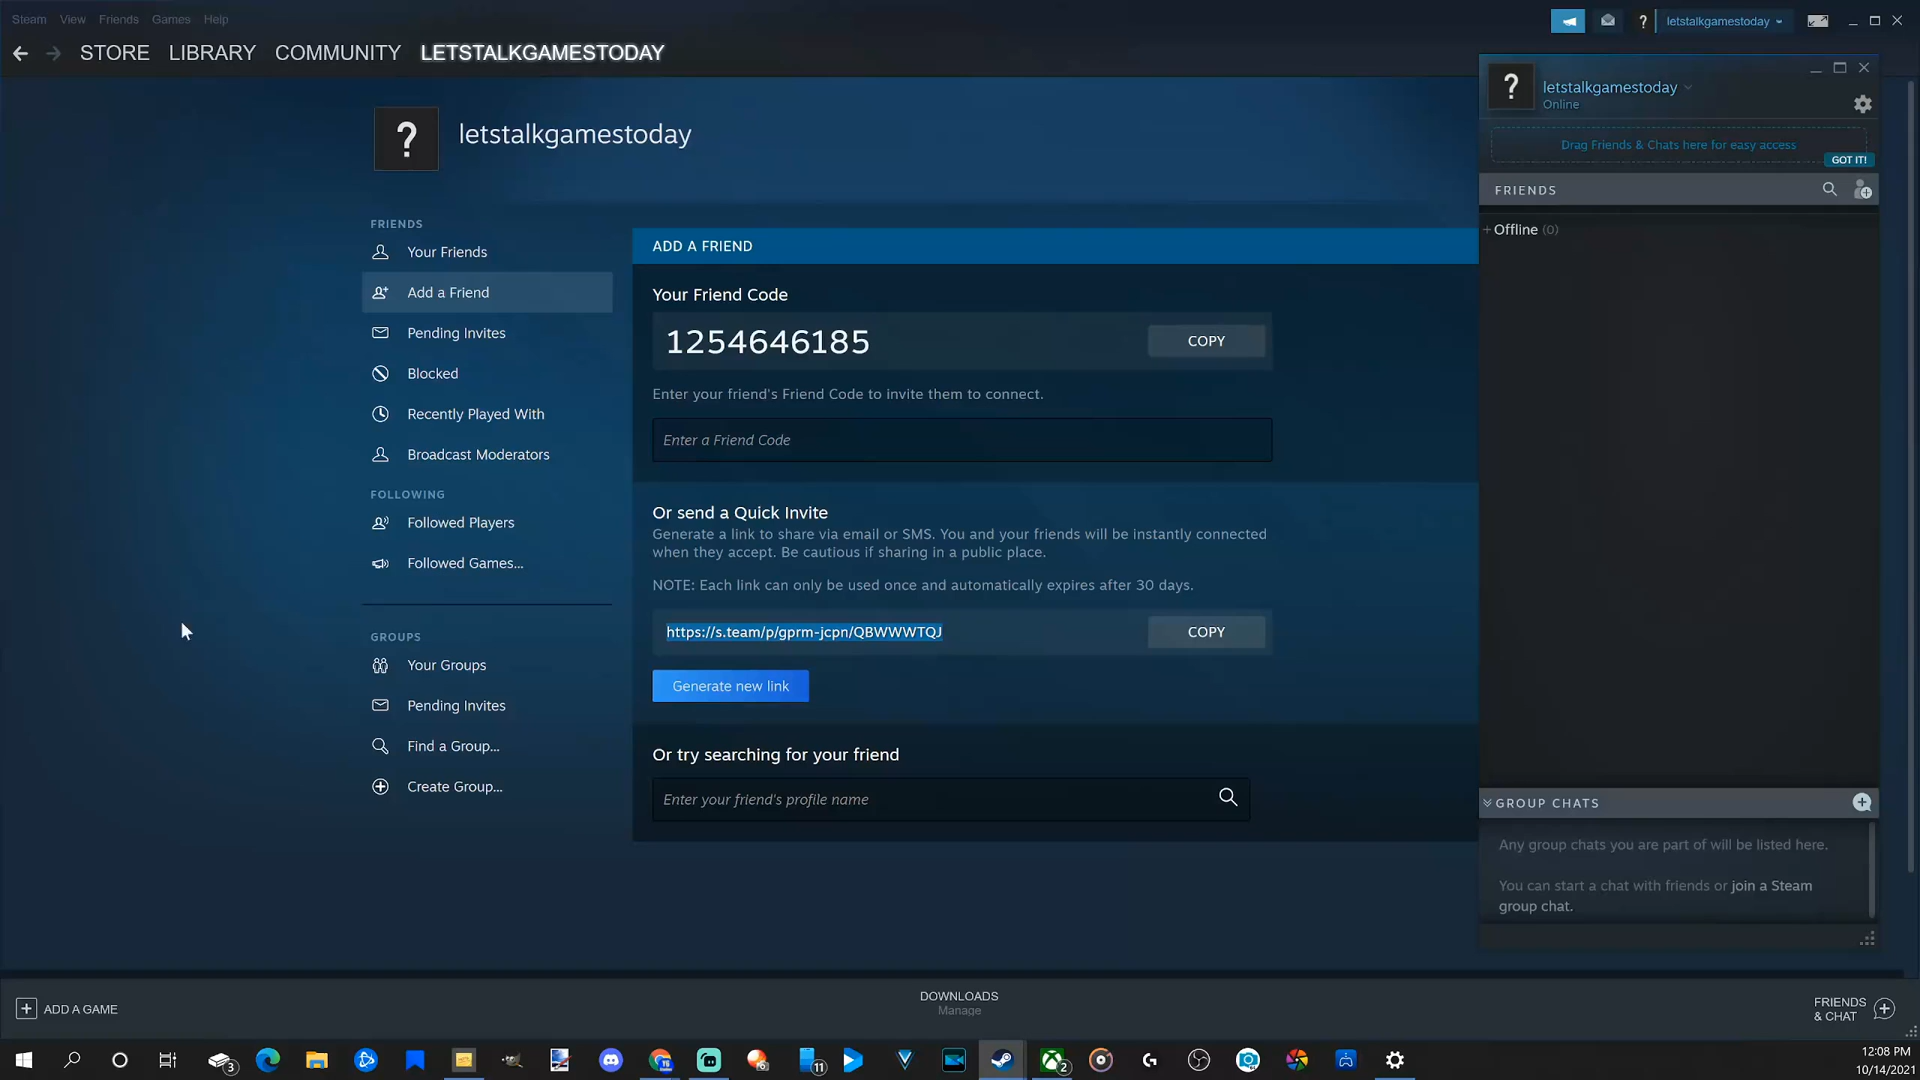 Steam View Friends Games Help
letstalkgamestoday
STORE LIBRARY COMMUNITY LETSTALKGAMESTODAY
? letstalkgamestoday
FRIENDS
Your Friends
Add a Friend
Pending Invites
Blocked
Recently Played With
Broadcast Moderators
FOLLOWING
Followed Players
Followed Games...
GROUPS
Your Groups
Pending Invites
Find a Group...
Create Group...
ADD A FRIEND
Your Friend Code
1254646185 COPY
Enter your friend's Friend Code to invite them to connect.
Enter a Friend Code
Or send a Quick Invite
Generate a link to share via email or SMS. You and your friends will be instantly connected
when they accept. Be cautious if sharing in a public place.
NOTE: Each link can only be used once and automatically expires after 30 days.
https://s.team/p/gprm-jcpn/QBWWWTQJ COPY
Generate new link
Or try searching for your friend
Enter your friend's profile name
? letstalkgamestoday
Online
Drag Friends & Chats here for easy access
GOT IT!
FRIENDS
+ Offline (0)
GROUP CHATS
Any group chats you are part of will be listed here.
You can start a chat with friends or join a Steam
group chat.
ADD A GAME
DOWNLOADS
Manage
FRIENDS
& CHAT
3
11
2
12:08 PM
10/14/2021